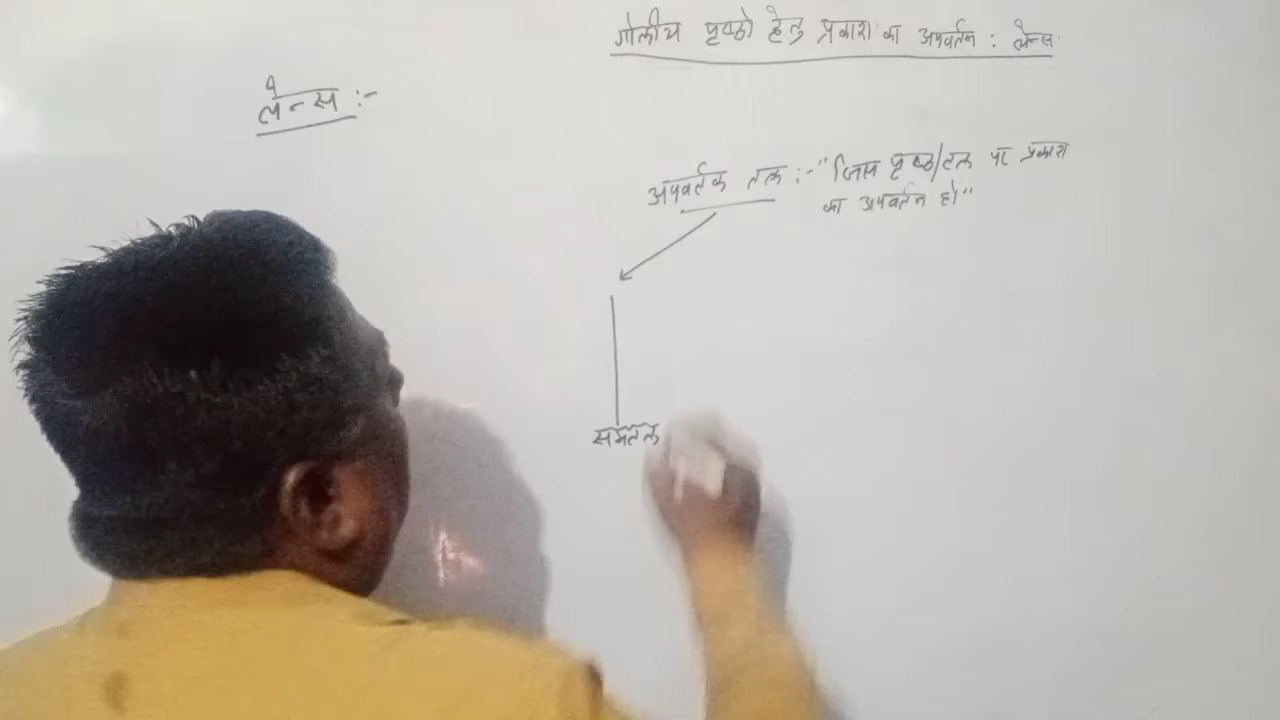 गोलीय पृष्ठो हेतु प्रकाश का अपवर्तन : लेन्स
लेन्स :-
अपवर्तक तल :- "जिस पृष्ठ/तल पर प्रकाश
का अपवर्तन हो"
समतल